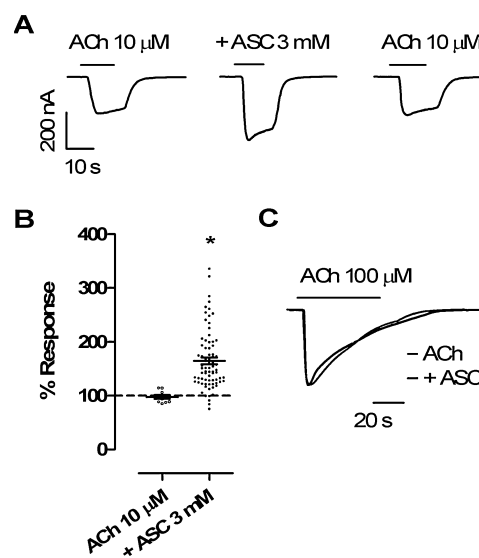 A
ACh 10 μM
+ ASC 3 mM
ACh 10 μM
200 nA
10 s
B
% Response
400
300
200
100
0
*
ACh 10 μM
+ ASC 3 mM
C
ACh 100 μM
– ACh
– + ASC
20 s